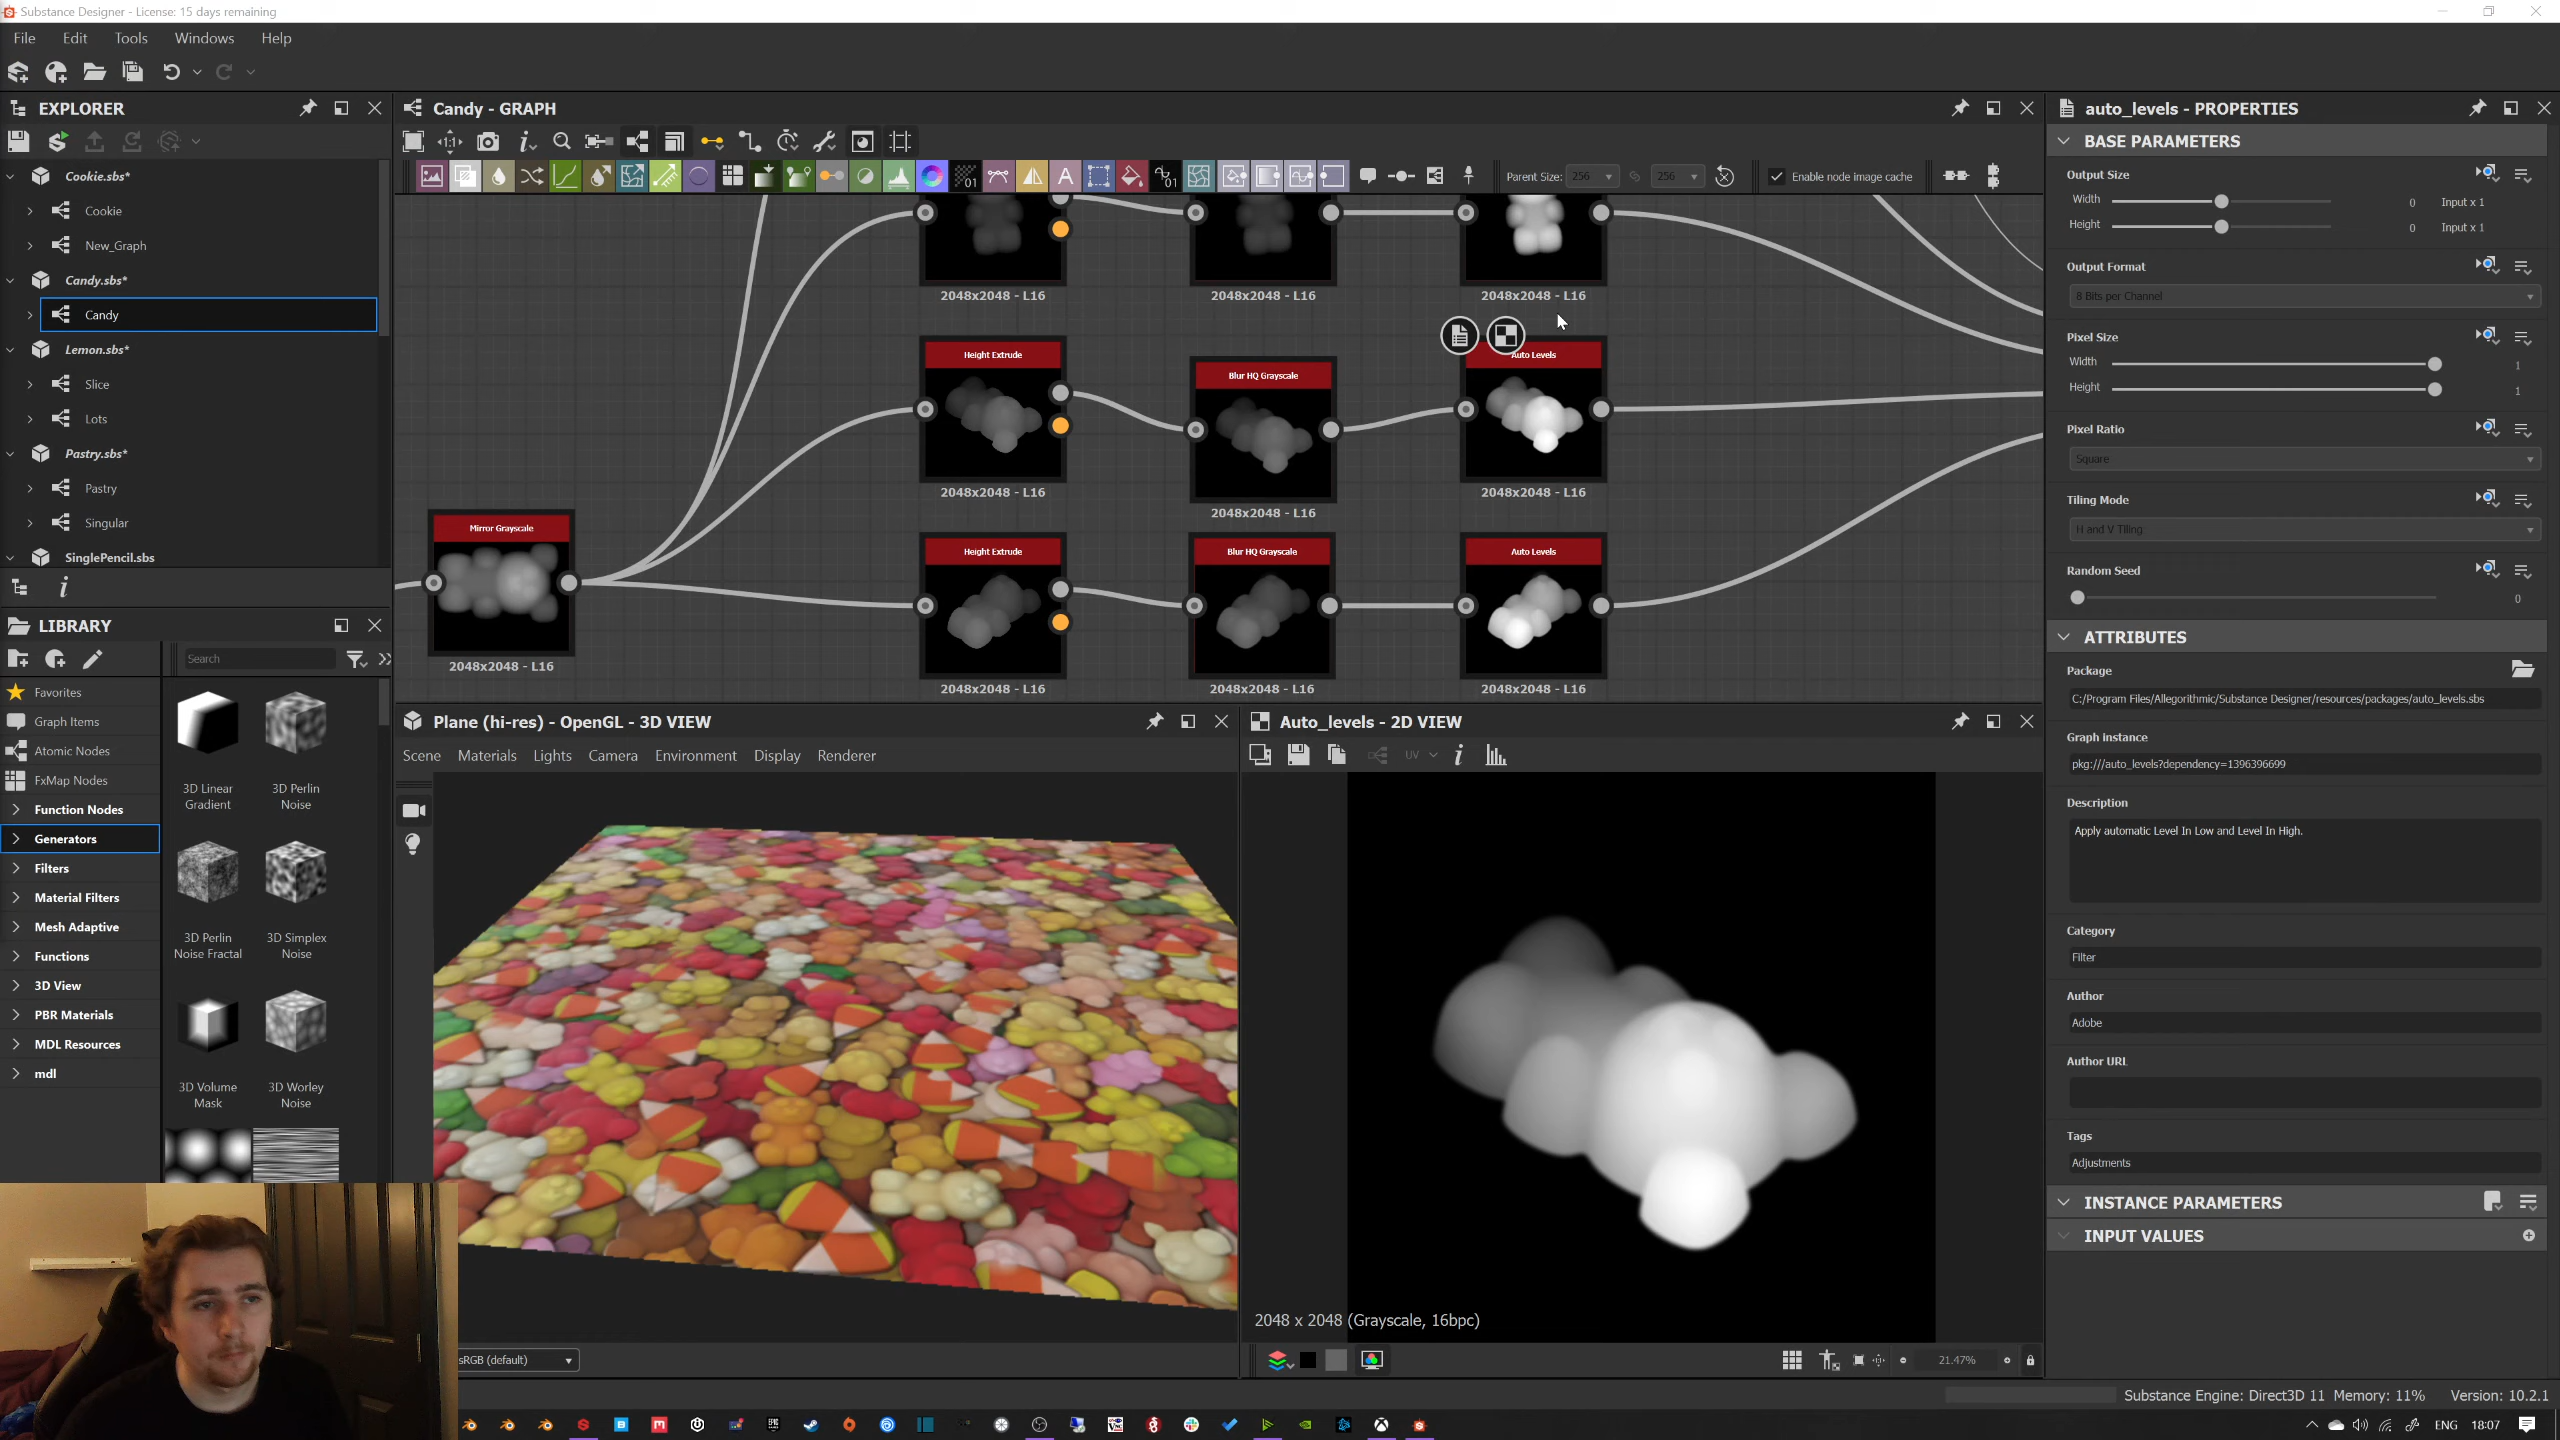 Substance Designer - License: 15 days remaining
File Edit Tools Windows Help
EXPLORER
Cookie.sbs*
Cookie
New_Graph
Candy.sbs*
Candy
Lemon.sbs*
Slice
Lots
Pastry.sbs*
Pastry
Singular
SinglePencil.sbs
LIBRARY
Search
Favorites
Graph Items
Atomic Nodes
FxMap Nodes
Function Nodes
Generators
Filters
Material Filters
Mesh Adaptive
Functions
3D View
PBR Materials
MDL Resources
mdl
3D Linear
Gradient
3D Perlin
Noise
3D Perlin
Noise Fractal
3D Simplex
Noise
3D Volume
Mask
3D Worley
Noise
Candy - GRAPH
Parent Size: 256 256 Enable node image cache
2048x2048 - L16
2048x2048 - L16
2048x2048 - L16
Height Extrude
2048x2048 - L16
Blur HQ Grayscale
2048x2048 - L16
Auto Levels
2048x2048 - L16
Mirror Grayscale
2048x2048 - L16
Height Extrude
2048x2048 - L16
Blur HQ Grayscale
2048x2048 - L16
Auto Levels
2048x2048 - L16
Plane (hi-res) - OpenGL - 3D VIEW
Scene Materials Lights Camera Environment Display Renderer
sRGB (default)
Auto_levels - 2D VIEW
UV
2048 x 2048 (Grayscale, 16bpc)
21.47%
auto_levels - PROPERTIES
BASE PARAMETERS
Output Size
Width 0 Input x 1
Height 0 Input x 1
Output Format
8 Bits per Channel
Pixel Size
Width 1
Height 1
Pixel Ratio
Square
Tiling Mode
H and V Tiling
Random Seed
0
ATTRIBUTES
Package
C:/Program Files/Allegorithmic/Substance Designer/resources/packages/auto_levels.sbs
Graph instance
pkg:///auto_levels?dependency=1396396699
Description
Apply automatic Level In Low and Level In High.
Category
Filter
Author
Adobe
Author URL
Tags
Adjustments
INSTANCE PARAMETERS
INPUT VALUES
Substance Engine: Direct3D 11 Memory: 11% Version: 10.2.1
ENG 18:07